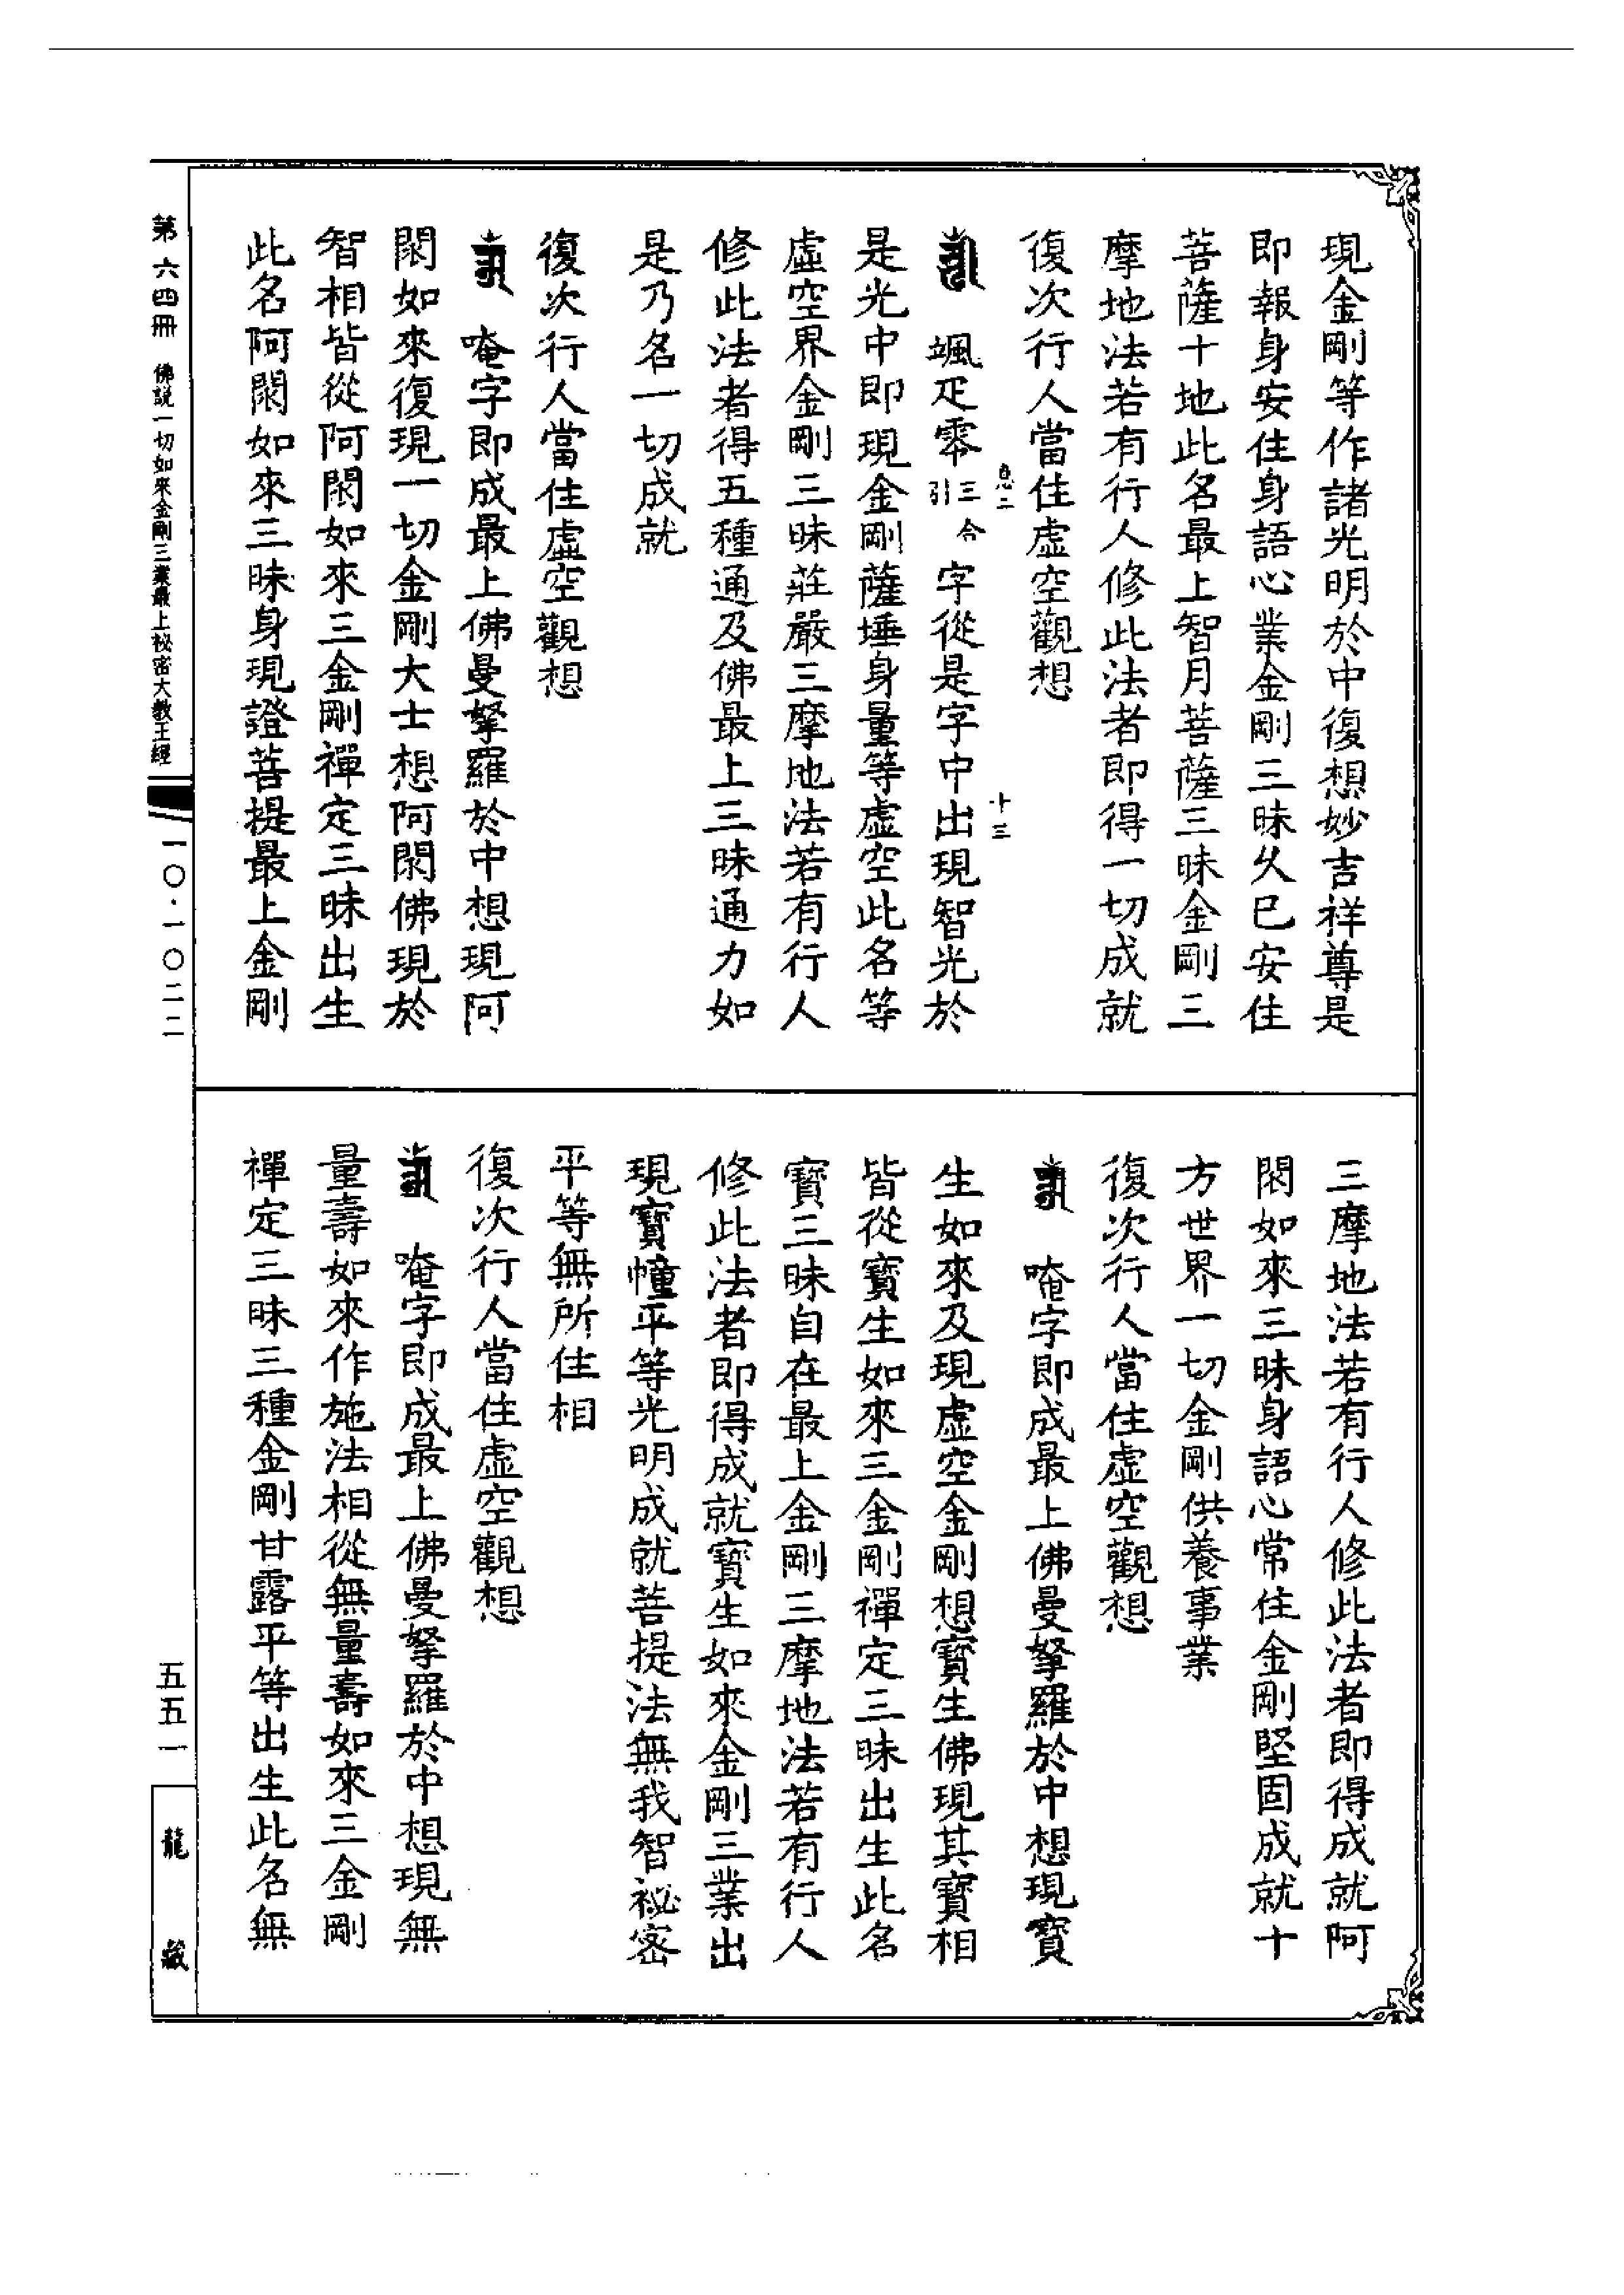 現金剛等作諸光明於中復想妙吉祥尊是
即報身安住身語心業金剛三昧久已安住
菩薩十地此名最上智月菩薩三昧金剛三
摩地法若有行人修此法者即得一切成就
復次行人當住虛空觀想
颯疋零三合引字從是字中出現智光於
是光中即現金剛薩埵身量等虛空此名等
虛空界金剛三昧莊嚴三摩地法若有行人
修此法者得五種通及佛最上三昧通力如
是乃名一切成就
復次行人當住虛空觀想
唵字即成最上佛曼拏羅於中想現阿
閦如來復現一切金剛大士想阿閦佛現於
智相皆從阿閦如來三金剛禪定三昧出生
此名阿閦如來三昧身現證菩提最上金剛
三摩地法若有行人修此法者即得成就阿
閦如來三昧身語心常住金剛堅固成就十
方世界一切金剛供養事業
復次行人當住虛空觀想
唵字即成最上佛曼拏羅於中想現寶
生如來及現虛空金剛想寶生佛現其寶相
皆從寶生如來三金剛禪定三昧出生此名
寶三昧自在最上金剛三摩地法若有行人
修此法者即得成就寶生如來金剛三業出
現寶幢平等光明成就菩提法無我智祕密
平等無所住相
復次行人當住虛空觀想
唵字即成最上佛曼拏羅於中想現無
量壽如來作施法相從無量壽如來三金剛
禪定三昧三種金剛甘露平等出生此名無
第六四冊 佛說一切如來金剛三業最上祕密大教王經
一〇·一〇二二
五五一
龍藏
十三